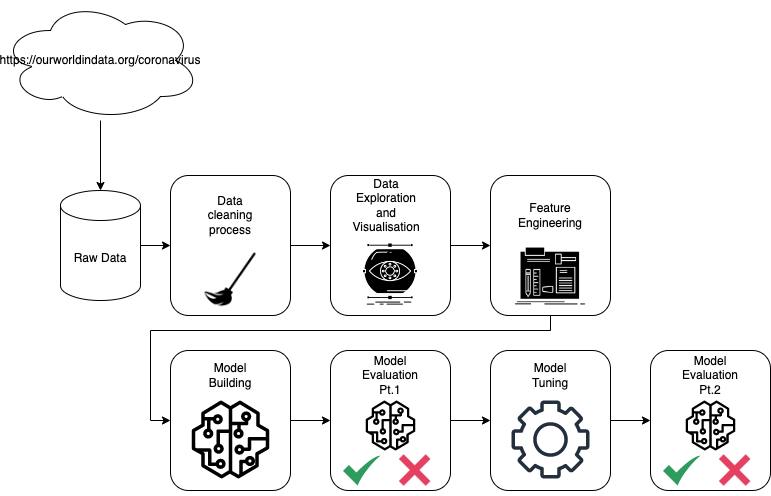 https://ourworldindata.org/coronavirus
Raw Data
Data
cleaning
process
Data
Exploration
and
Visualisation
Feature
Engineering
Model
Building
Model
Evaluation
Pt.1
Model
Tuning
Model
Evaluation
Pt.2